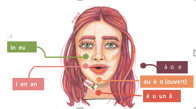 in eu
à o e
ou è o (ouvert)
i on an
è u un â